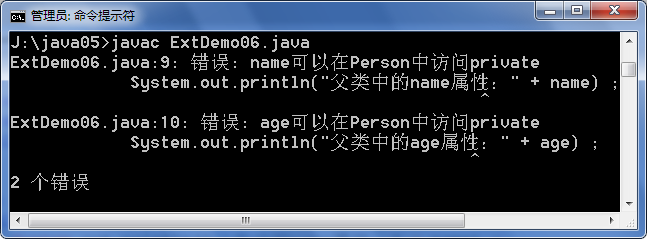 管理员: 命令提示符
J:\java05>javac ExtDemo06.java
ExtDemo06.java:9: 错误: name可以在Person中访问private
System.out.println("父类中的name属性: " + name) ;
^
ExtDemo06.java:10: 错误: age可以在Person中访问private
System.out.println("父类中的age属性: " + age) ;
^
2 个错误